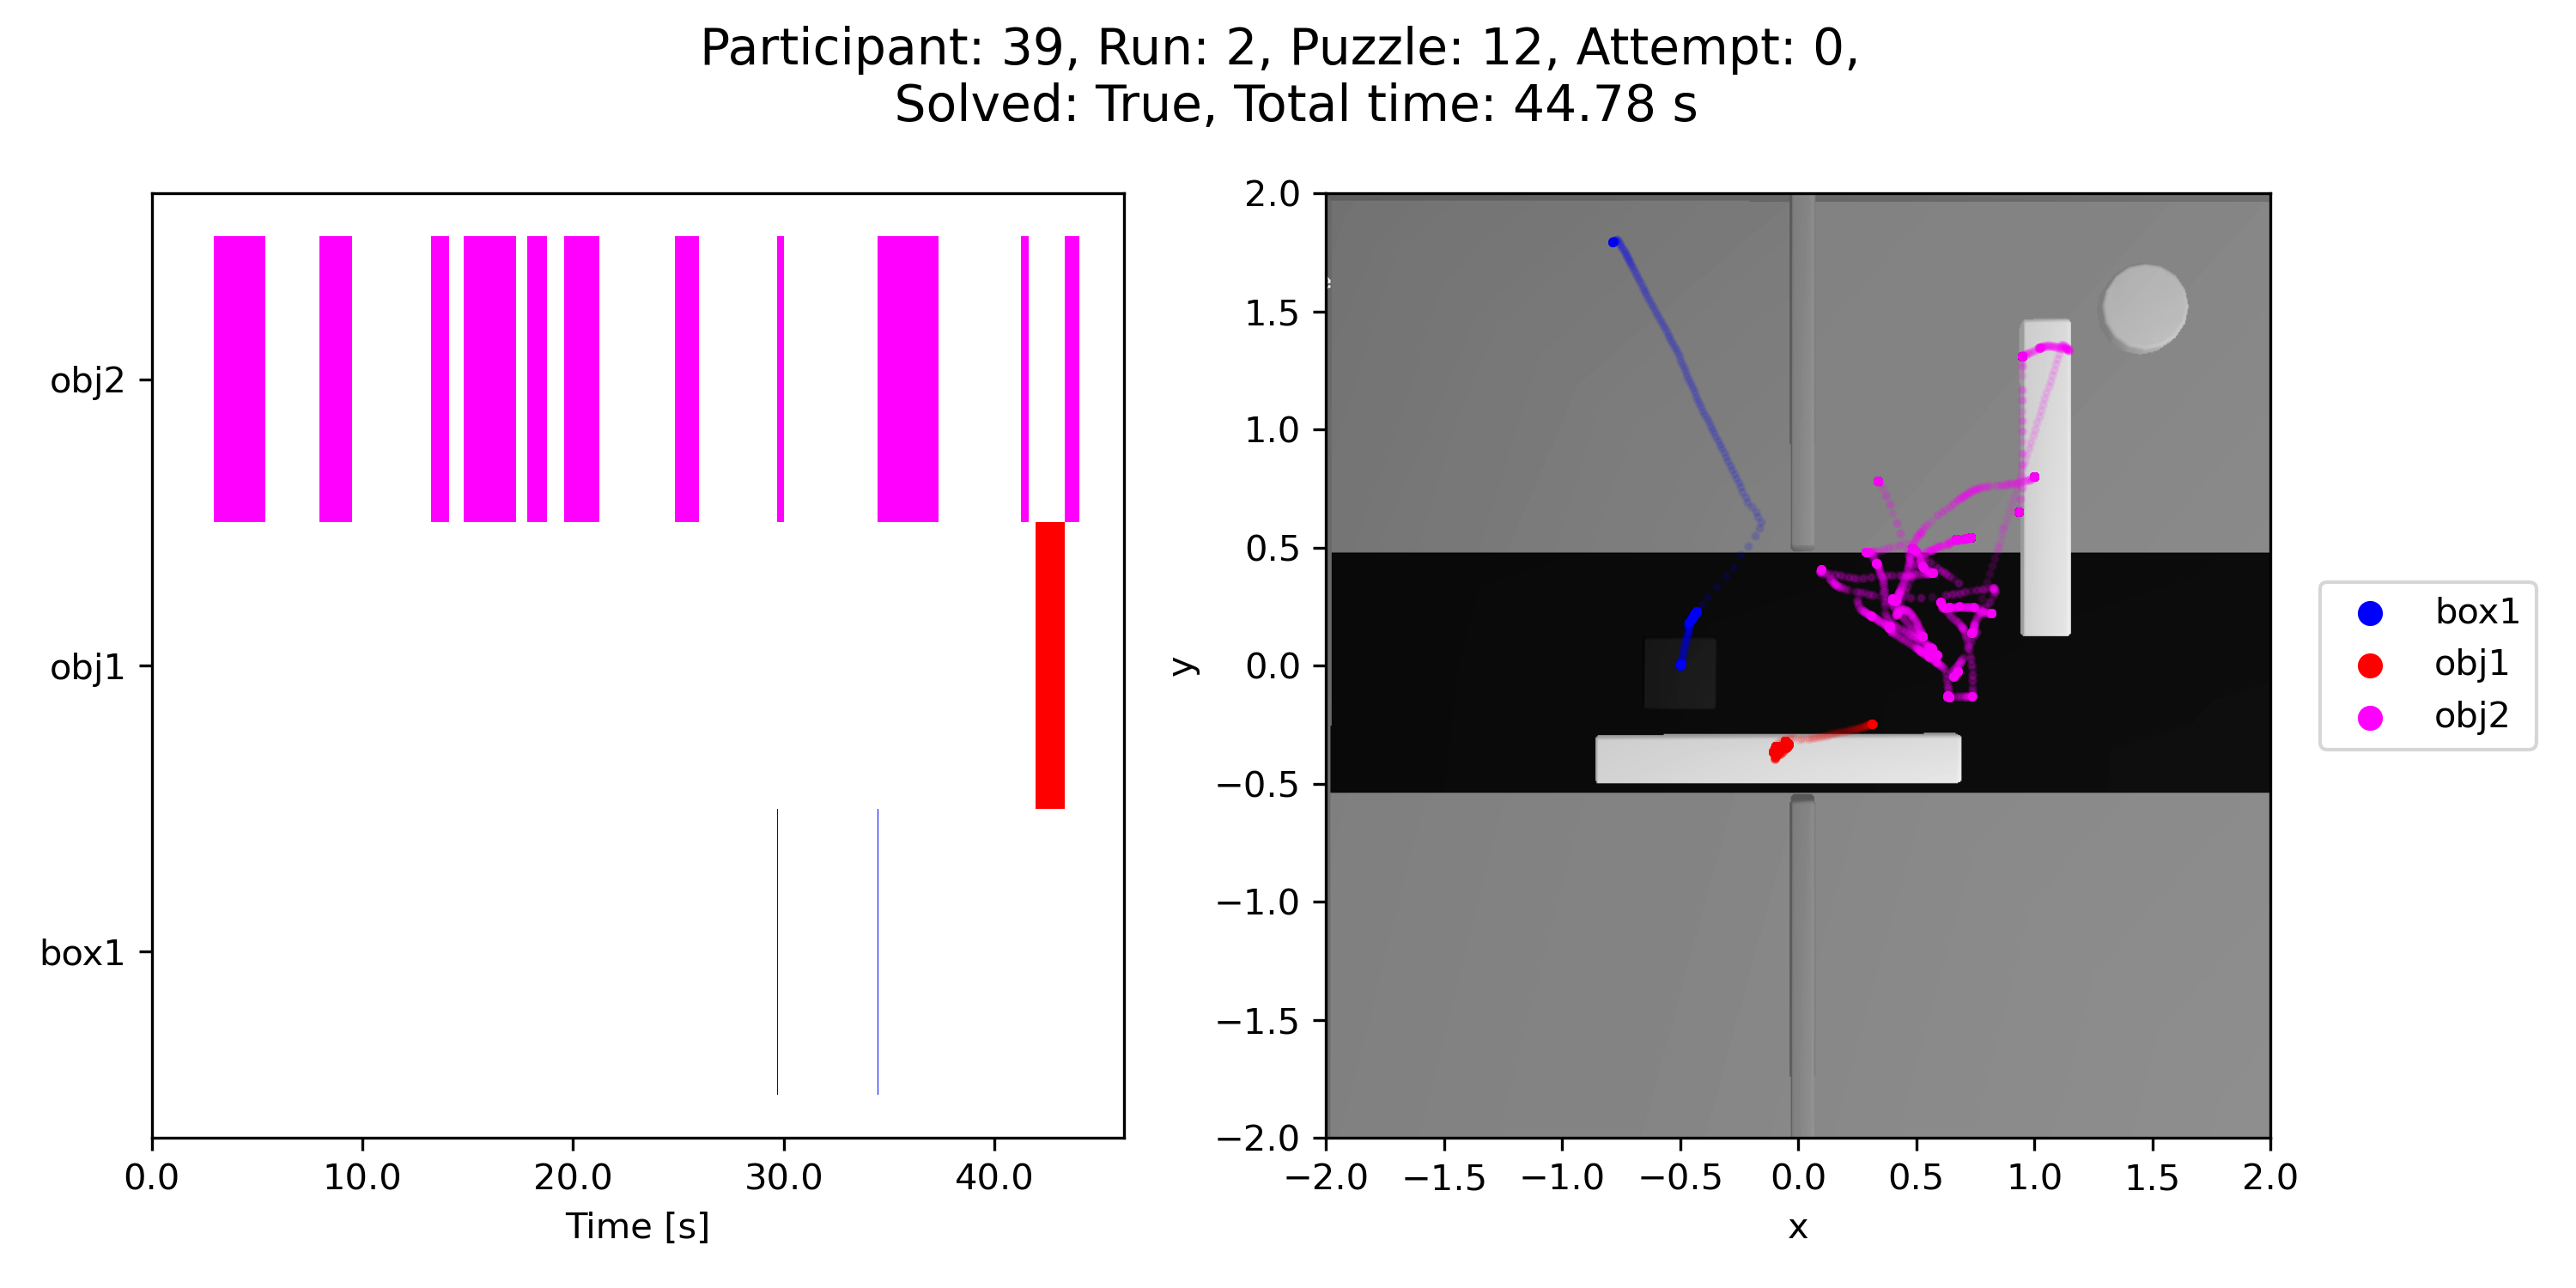 Participant: 39, Run: 2, Puzzle: 12, Attempt: 0,
Solved: True, Total time: 44.78 s
obj2
obj1
box1
0.0 10.0 20.0 30.0 40.0
Time [s]
2.0
1.5
1.0
0.5
0.0
−0.5
−1.0
−1.5
−2.0
y
−2.0 −1.5 −1.0 −0.5 0.0 0.5 1.0 1.5 2.0
x
box1
obj1
obj2